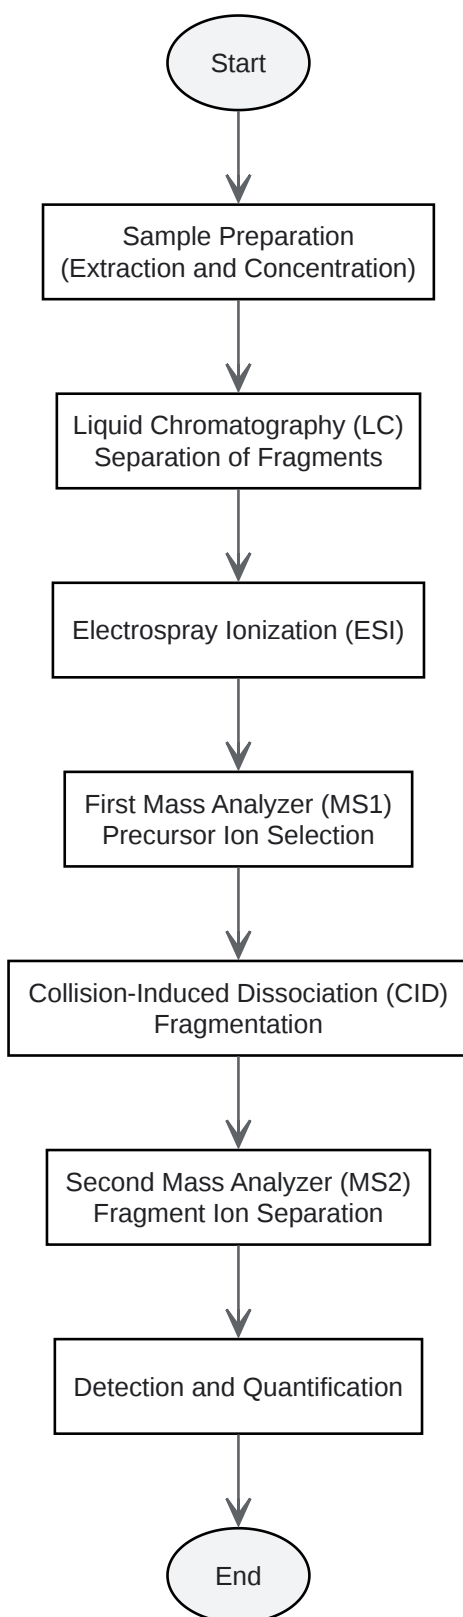 Start
Sample Preparation
(Extraction and Concentration)
Liquid Chromatography (LC)
Separation of Fragments
Electrospray Ionization (ESI)
First Mass Analyzer (MS1)
Precursor Ion Selection
Collision-Induced Dissociation (CID)
Fragmentation
Second Mass Analyzer (MS2)
Fragment Ion Separation
Detection and Quantification
End